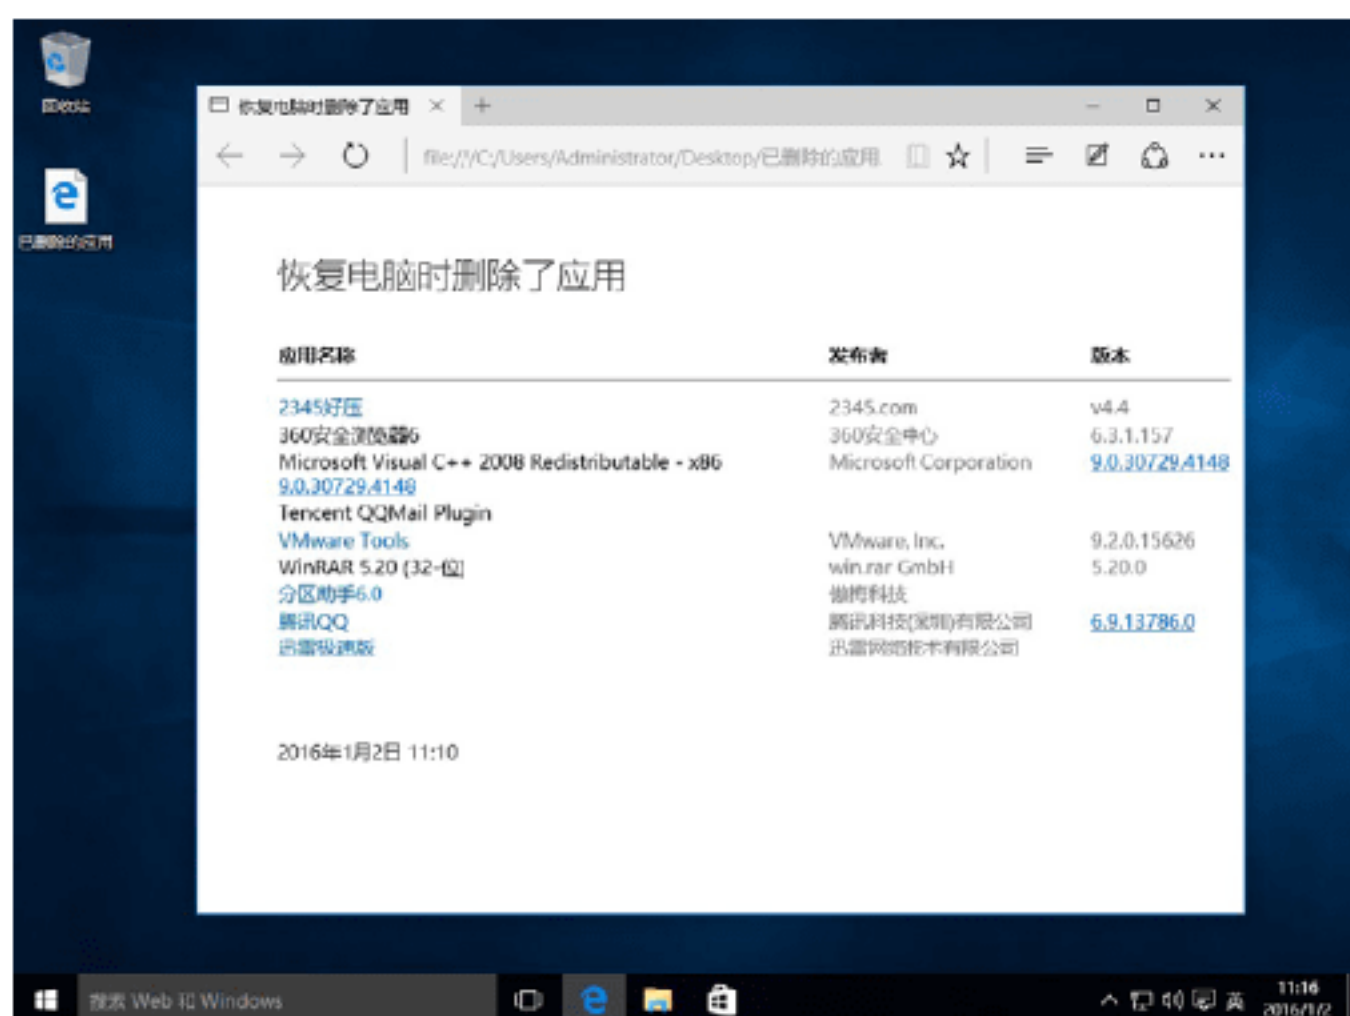 回收站
已删除的应用
恢复电脑时删除了应用
file:///C:/Users/Administrator/Desktop/已删除的应用
恢复电脑时删除了应用
应用名称 发布者 版本
2345好压 2345.com v4.4
360安全浏览器6 360安全中心 6.3.1.157
Microsoft Visual C++ 2008 Redistributable - x86 Microsoft Corporation 9.0.30729.4148
9.0.30729.4148
Tencent QQMail Plugin
VMware Tools VMware, Inc. 9.2.0.15626
WinRAR 5.20 (32-位) win.rar GmbH 5.20.0
分区助手6.0 傲梅科技
腾讯QQ 腾讯科技(深圳)有限公司 6.9.13786.0
迅雷极速版 迅雷网络技术有限公司
2016年1月2日 11:10
搜索 Web 和 Windows
英
11:16
2016/1/2